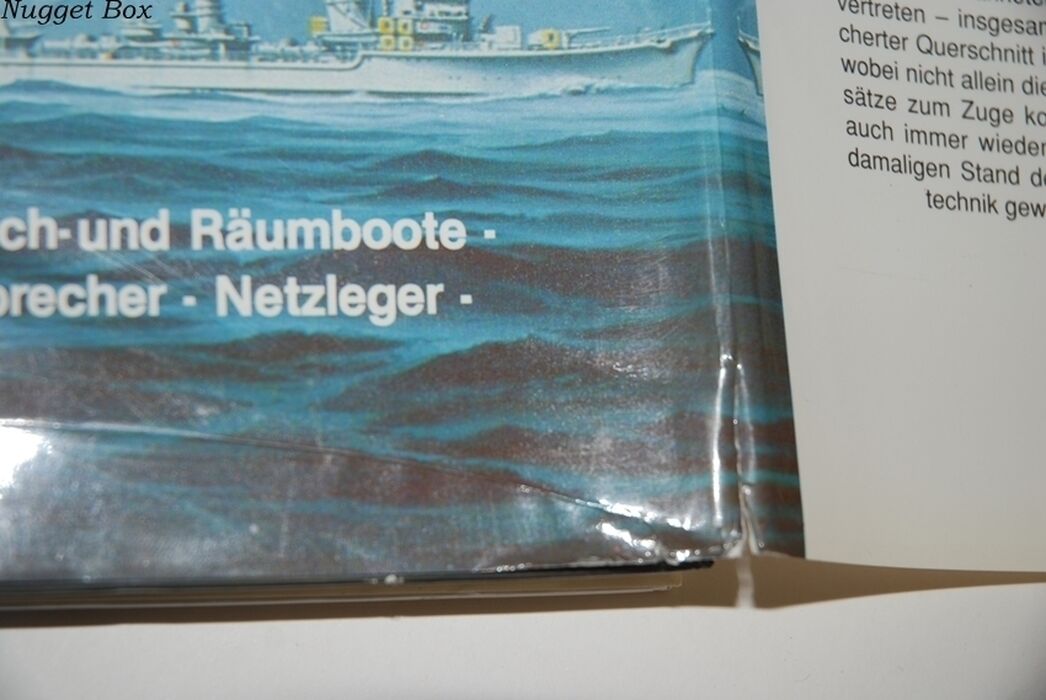 Nugget Box
ch-und Räumboote -
brecher - Netzleger -
vertreten – insgesam
cherter Querschnitt i
wobei nicht allein die
sätze zum Zuge ko
auch immer wieder
damaligen Stand de
technik gew